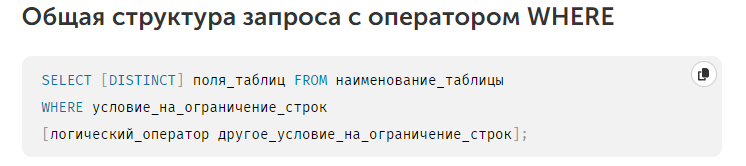 Общая структура запроса с оператором WHERE
SELECT [DISTINCT] поля_таблиц FROM наименование_таблицы
WHERE условие_на_ограничение_строк
[логический_оператор другое_условие_на_ограничение_строк];